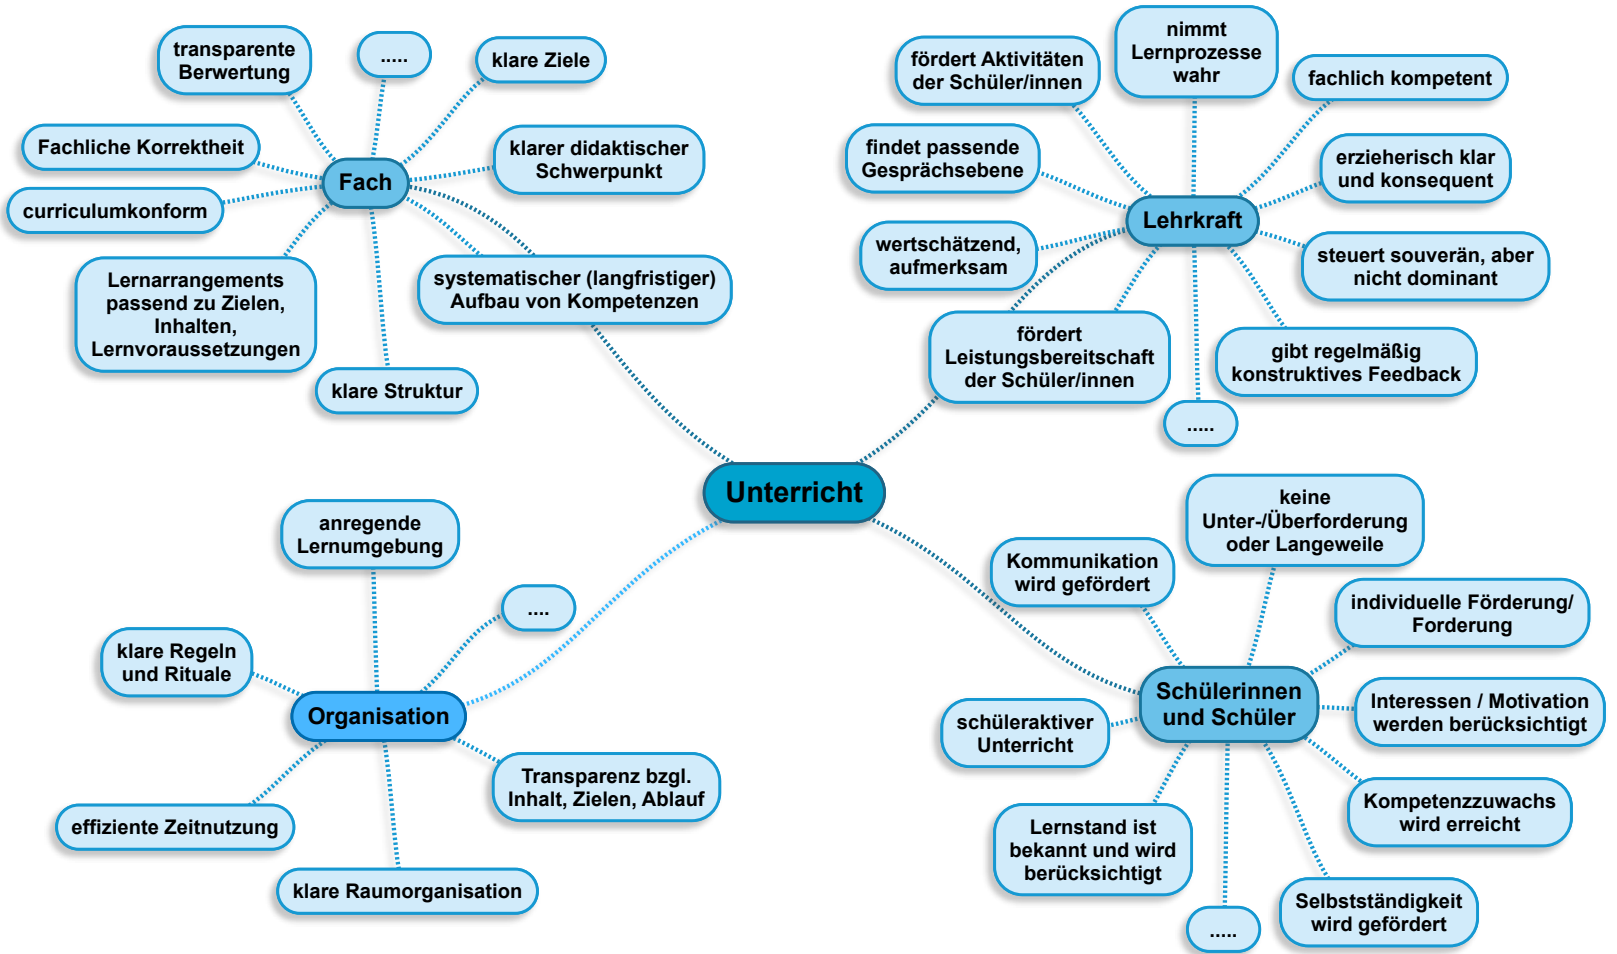 transparente
Berwertung
.....
klare Ziele
Fachliche Korrektheit
klarer didaktischer
Schwerpunkt
Fach
curriculumkonform
Lernarrangements
passend zu Zielen,
Inhalten,
Lernvoraussetzungen
systematischer (langfristiger)
Aufbau von Kompetenzen
klare Struktur
nimmt
Lernprozesse
wahr
fördert Aktivitäten
der Schüler/innen
fachlich kompetent
findet passende
Gesprächsebene
erzieherisch klar
und konsequent
Lehrkraft
wertschätzend,
aufmerksam
steuert souverän, aber
nicht dominant
fördert
Leistungsbereitschaft
der Schüler/innen
gibt regelmäßig
konstruktives Feedback
.....
Unterricht
anregende
Lernumgebung
....
klare Regeln
und Rituale
Organisation
Transparenz bzgl.
Inhalt, Zielen, Ablauf
effiziente Zeitnutzung
klare Raumorganisation
keine
Unter-/Überforderung
oder Langeweile
Kommunikation
wird gefördert
individuelle Förderung/
Forderung
Schülerinnen
und Schüler
Interessen / Motivation
werden berücksichtigt
schüleraktiver
Unterricht
Kompetenzzuwachs
wird erreicht
Lernstand ist
bekannt und wird
berücksichtigt
Selbstständigkeit
wird gefördert
.....